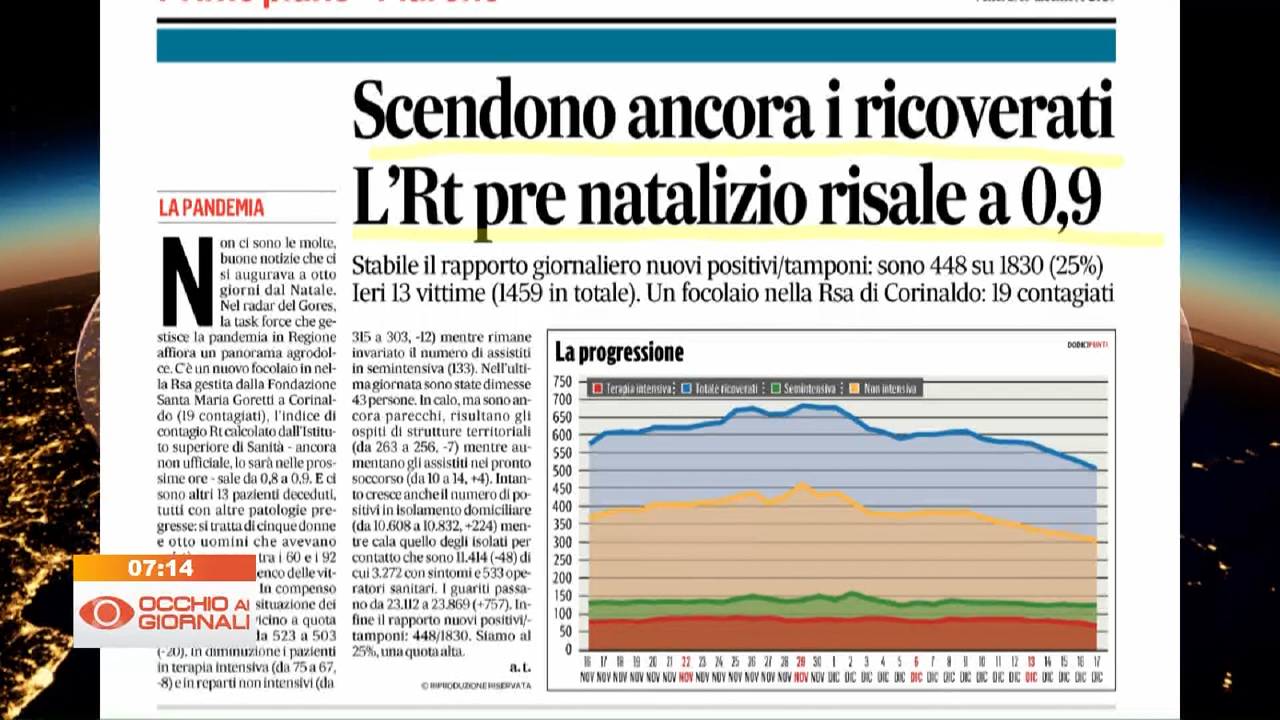 Scendono ancora i ricoverati
L'Rt pre natalizio risale a 0,9
Stabile il rapporto giornaliero nuovi positivi/tamponi: sono 448 su 1830 (25%)
Ieri 13 vittime (1459 in totale). Un focolaio nella Rsa di Corinaldo: 19 contagiati
LA PANDEMIA
Non ci sono le molte,
buone notizie che ci
si augurava a otto
giorni dal Natale.
Nel radar del Gores,
la task force che ge-
stisce la pandemia in Regione
affiora un panorama agrodol-
ce. C'è un nuovo focolaio in nel-
la Rsa gestita dalla Fondazione
Santa Maria Goretti a Corinal-
do (19 contagiati), l'indice di
contagio Rt calcolato dall'Istitu-
to superiore di Sanità - ancora
non ufficiale, lo sarà nelle pros-
sime ore - sale da 0,8 a 0,9. E ci
sono altri 13 pazienti deceduti,
tutti con altre patologie pre-
gresse: si tratta di cinque donne
e otto uomini che avevano
tra i 60 e i 92
enco delle vit-
In compenso
situazione dei
icino a quota
da 523 a 503
(-20). In diminuzione i pazienti
in terapia intensiva (da 75 a 67,
-8) e in reparti non intensivi (da
315 a 303, -12) mentre rimane
invariato il numero di assistiti
in semintensiva (133). Nell'ulti-
ma giornata sono state dimesse
43 persone. In calo, ma sono an-
cora parecchi, risultano gli
ospiti di strutture territoriali
(da 263 a 256, -7) mentre au-
mentano gli assistiti nei pronto
soccorso (da 10 a 14, +4). Intan-
to cresce anche il numero di po-
sitivi in isolamento domiciliare
(da 10.608 a 10.832, +224) men-
tre cala quello degli isolati per
contatto che sono 11.414 (-48) di
cui 3.272 con sintomi e 533 ope-
ratori sanitari. I guariti passa-
no da 23.112 a 23.869 (+757). In-
fine il rapporto nuovi positivi/-
tamponi: 448/1830. Siamo al
25%, una quota alta.
a. t.
© RIPRODUZIONE RISERVATA
La progressione
DODICIPUNTI
Terapia intensiva Totale ricoverati Semintensiva Non intensiva
750
700
650
600
550
500
450
400
350
300
250
200
150
100
50
0
16 17 18 19 20 21 22 23 24 25 26 27 28 29 30 1 2 3 4 5 6 7 8 9 10 11 12 13 14 15 16 17
NOV NOV NOV NOV NOV NOV NOV NOV NOV NOV NOV NOV NOV NOV NOV DIC DIC DIC DIC DIC DIC DIC DIC DIC DIC DIC DIC DIC DIC DIC DIC DIC
07:14
OCCHIO AI
GIORNALI